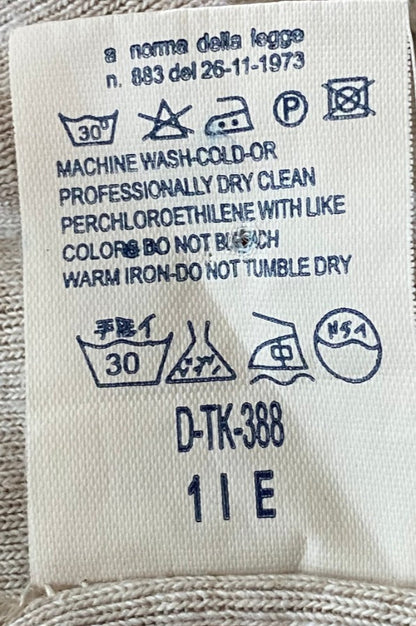 a norma della legge
n. 883 del 26-11-1973
30° P
MACHINE WASH-COLD-OR
PROFESSIONALLY DRY CLEAN
PERCHLOROETHILENE WITH LIKE
COLORS DO NOT BLEACH
WARM IRON-DO NOT TUMBLE DRY
手洗イ
30 中
D-TK-388
1 I E